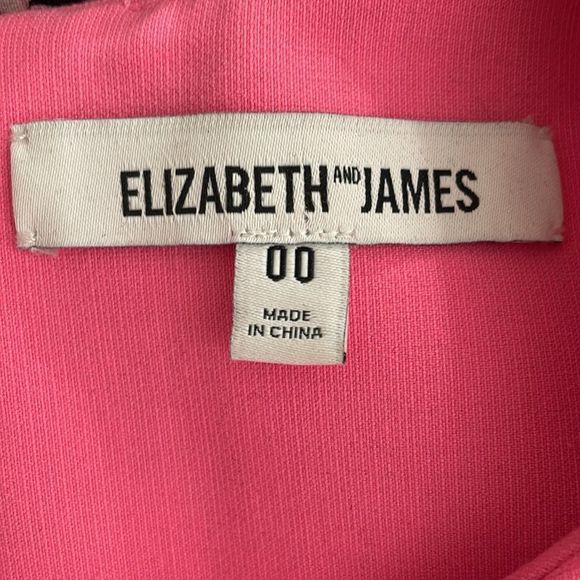 ELIZABETH AND JAMES
00
MADE
IN CHINA